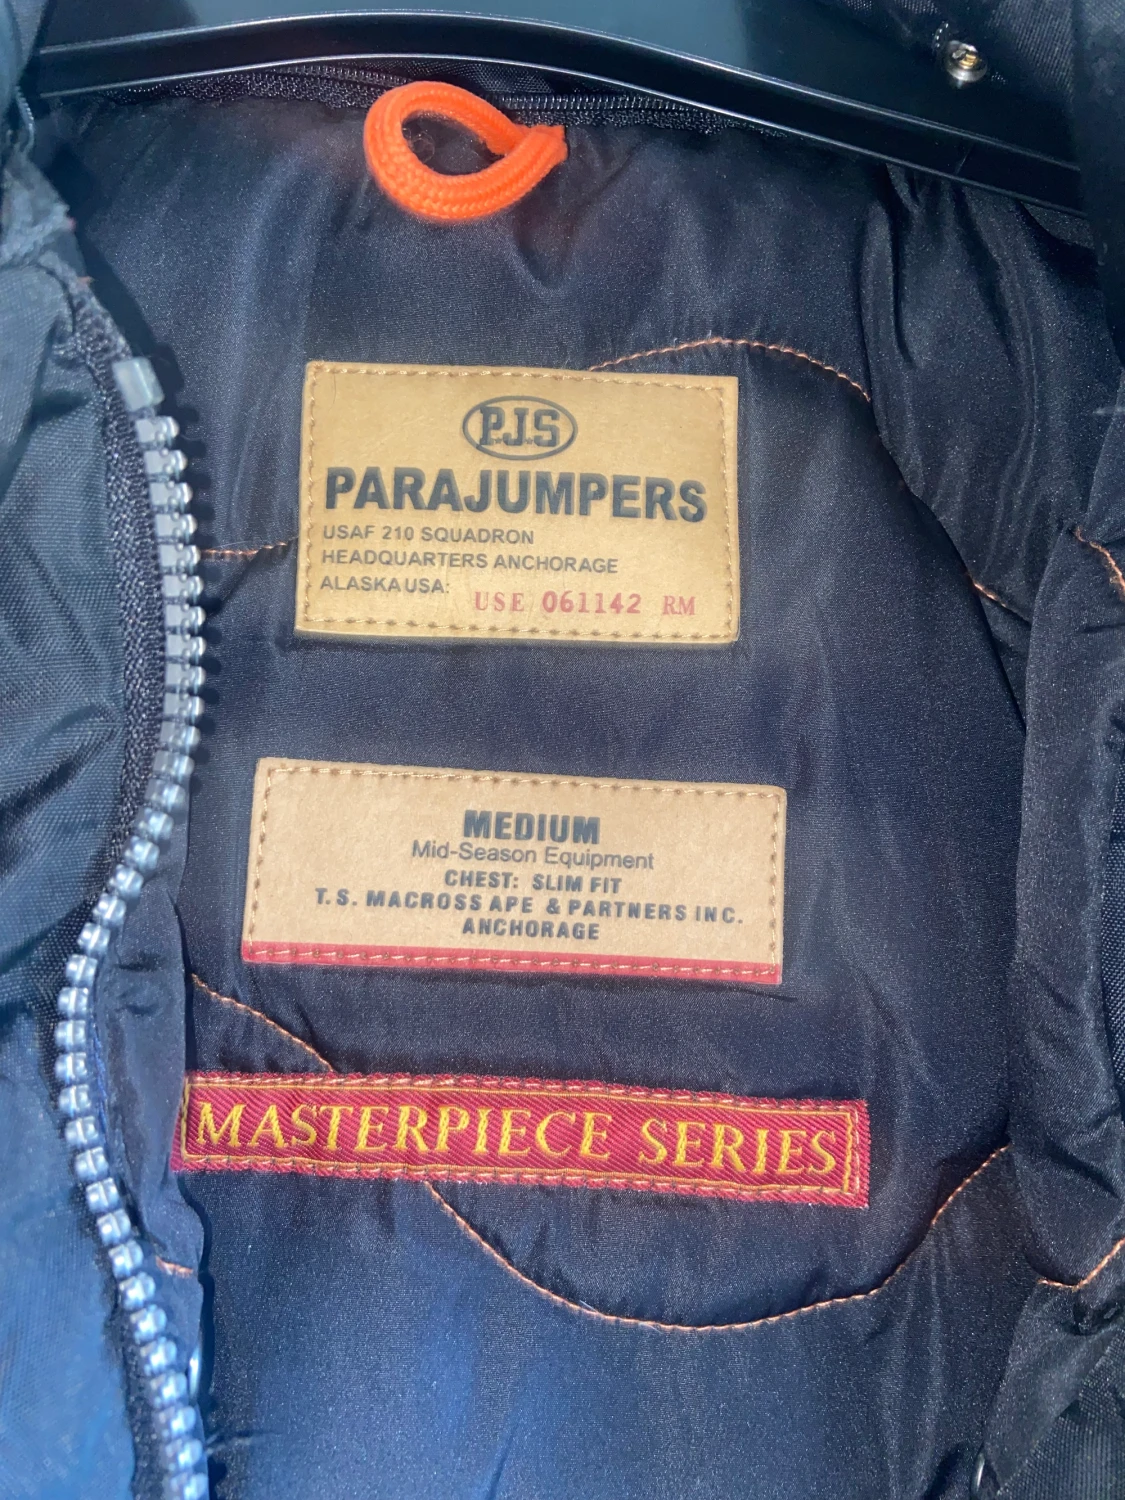 P.J.S
PARAJUMPERS
USAF 210 SQUADRON
HEADQUARTERS ANCHORAGE
ALASKA USA: USE 061142 RM
MEDIUM
Mid-Season Equipment
CHEST: SLIM FIT
T.S. MACROSS APE & PARTNERS INC.
ANCHORAGE
MASTERPIECE SERIES